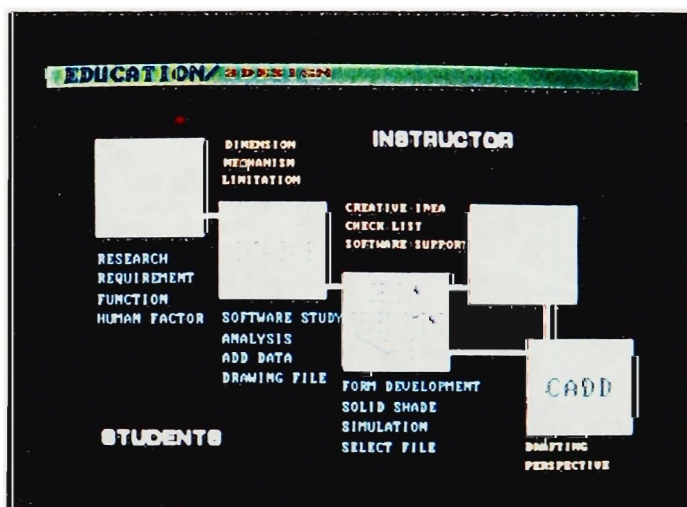 EDUCATION/3DESIGN
INSTRUCTOR
DIMENSION
MECHANISM
LIMITATION
CREATIVE IDEA
CHECK LIST
SOFTWARE SUPPORT
RESEARCH
REQUIREMENT
FUNCTION
HUMAN FACTOR
SOFTWARE STUDY
ANALYSIS
ADD DATA
DRAWING FILE
FORM DEVELOPMENT
SOLID SHADE
SIMULATION
SELECT FILE
CADD
DRAFTING
PERSPECTIVE
STUDENTS